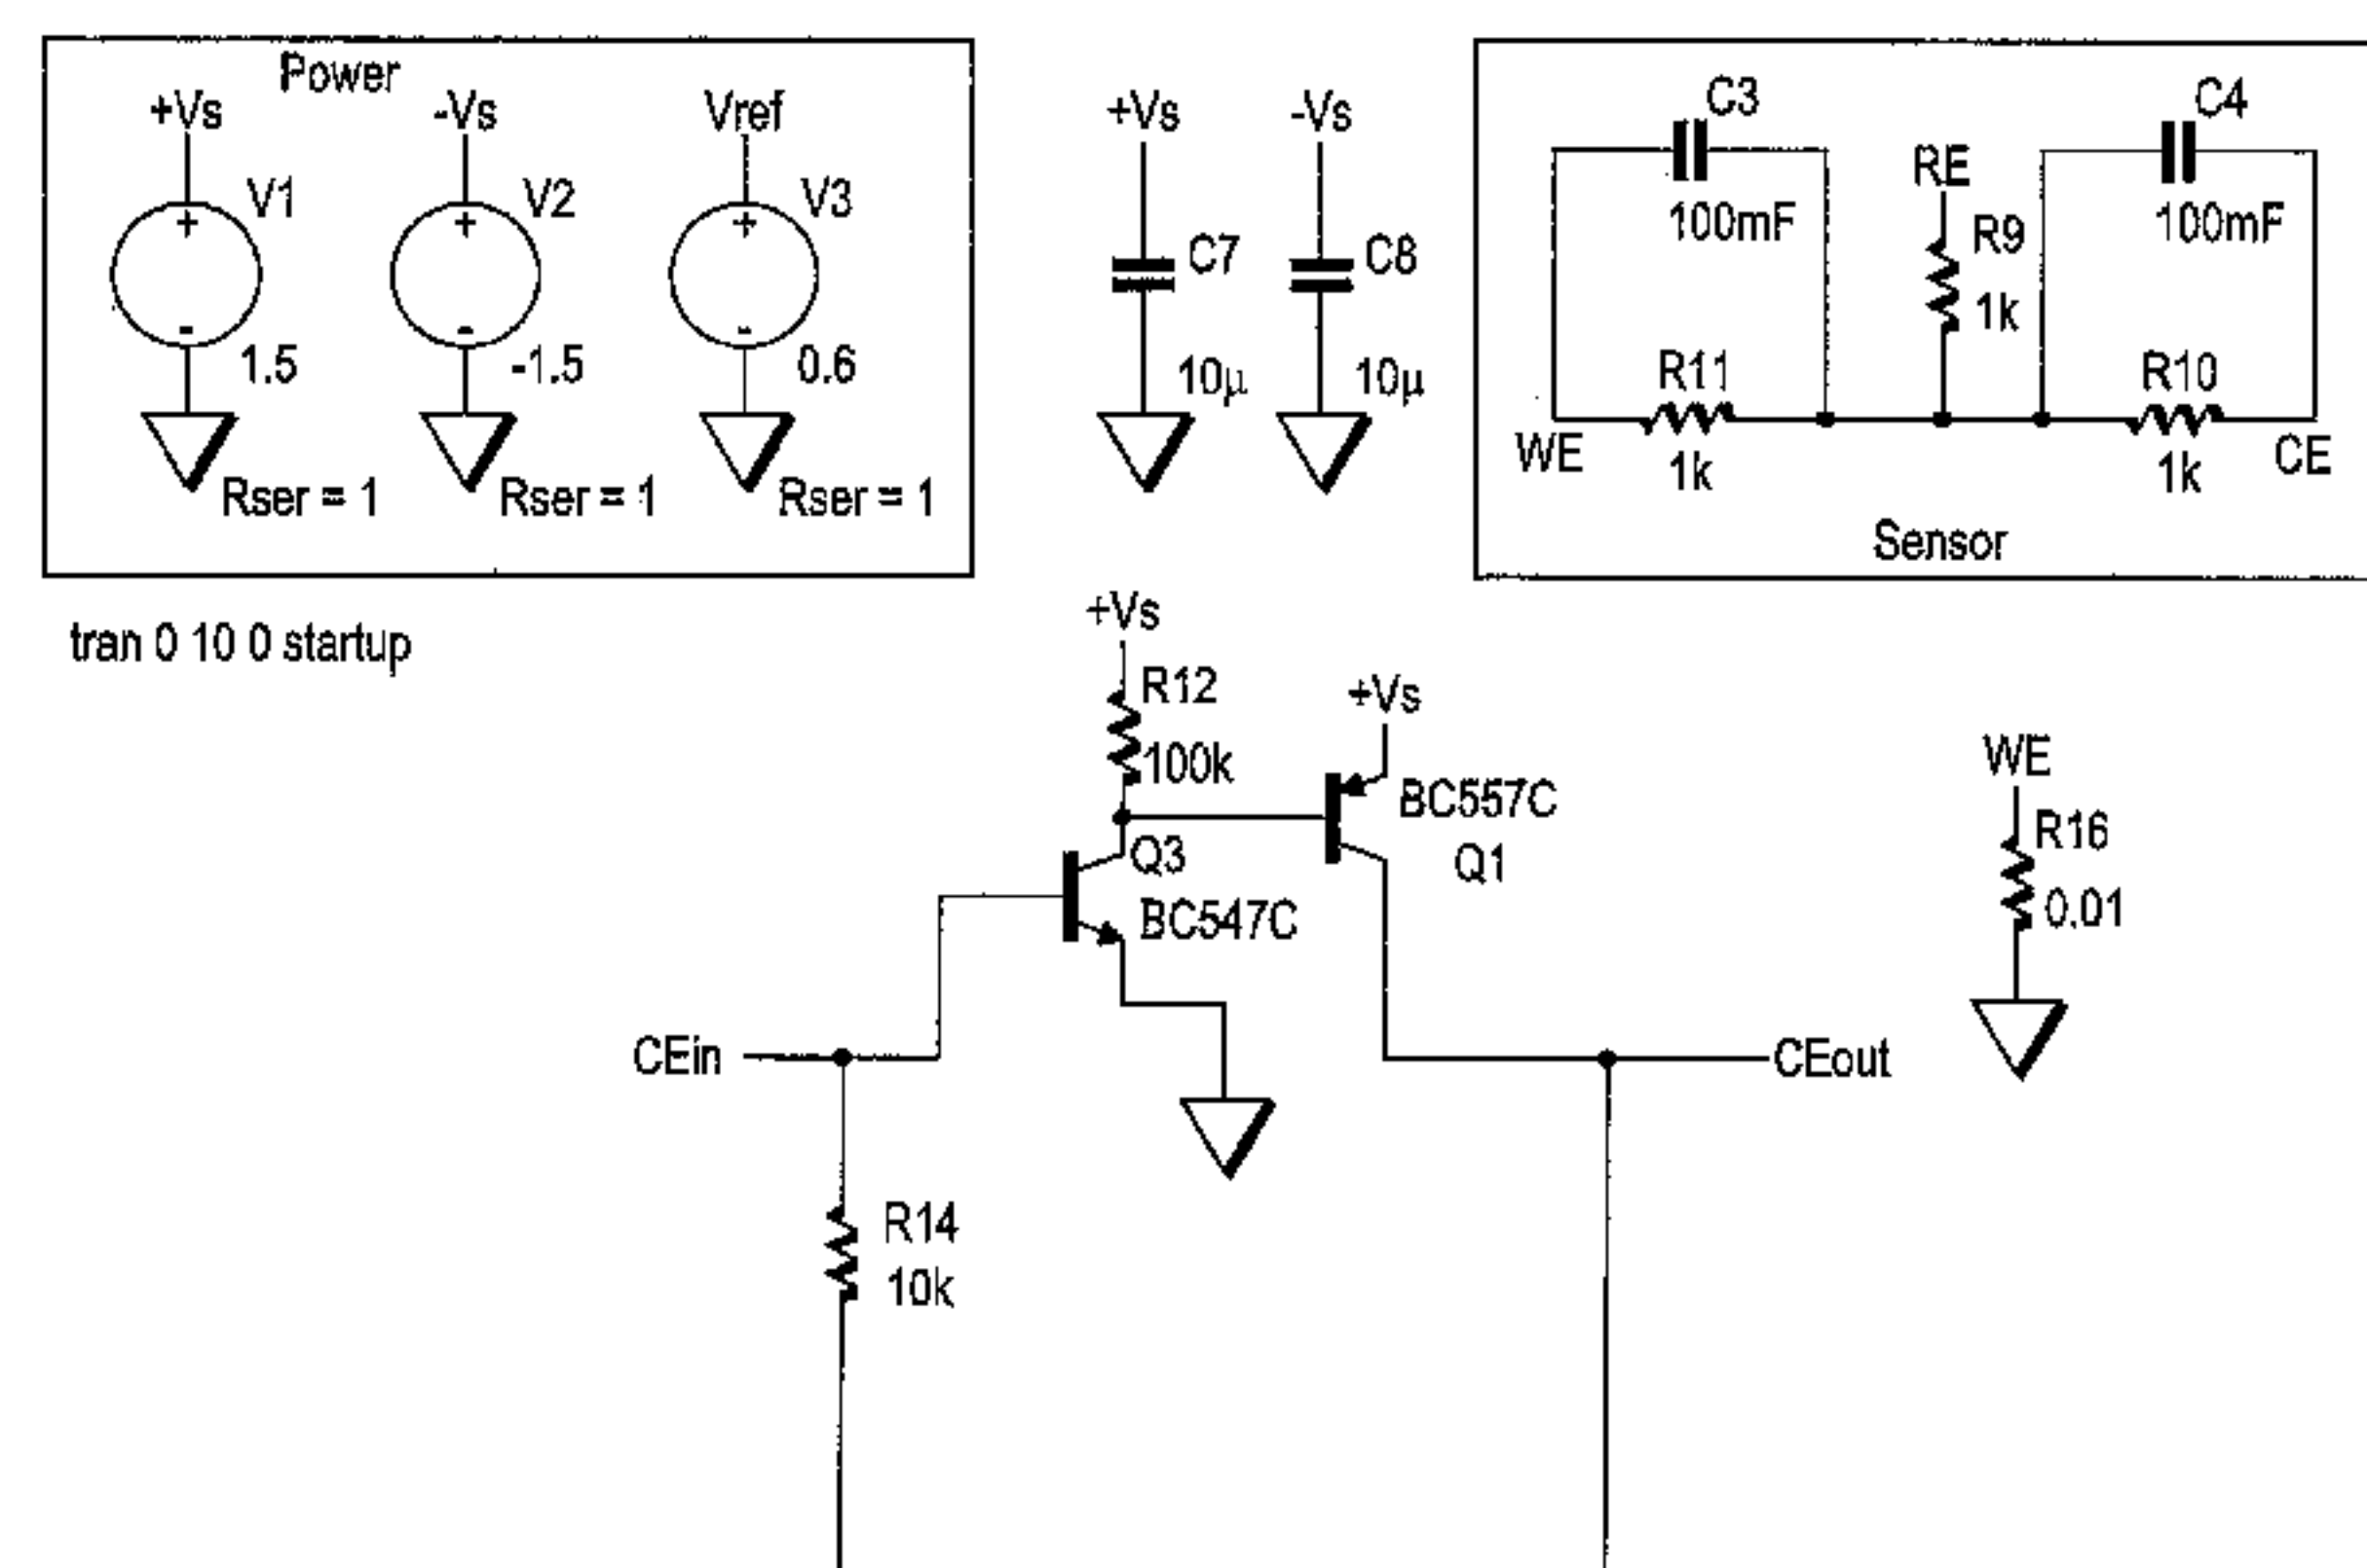 Power
+Vs
-Vs
Vref
V1
V2
V3
+
+
+
-
-
-
1.5
-1.5
0.6
Rser = 1
Rser = 1
Rser = 1
+Vs
-Vs
C7
C8
10µ
10µ
C3
C4
RE
100mF
100mF
R9
1k
R11
R10
WE
1k
1k
CE
Sensor
tran 0 10 0 startup
+Vs
R12
100k
+Vs
BC557C
Q1
Q3
BC547C
WE
R16
0.01
CEin
CEout
R14
10k